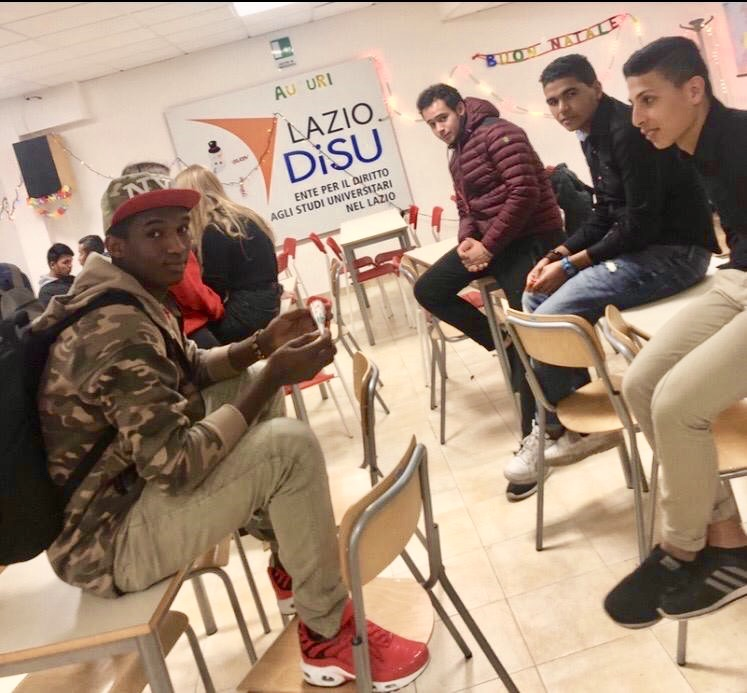 BUON NATALE
AUGURI
LAZIO
DiSU
ENTE PER IL DIRITTO
AGLI STUDI UNIVERSITARI
NEL LAZIO
NY